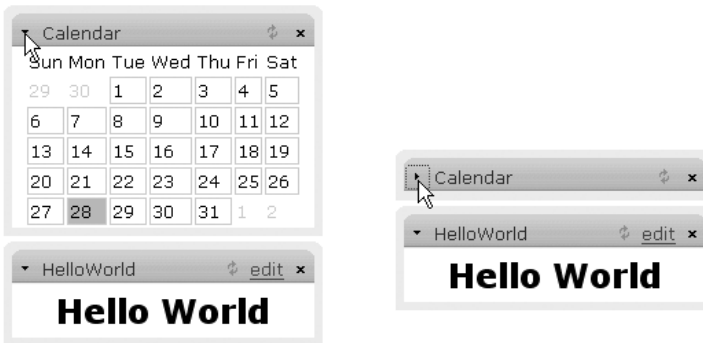 Calendar ×
Sun Mon Tue Wed Thu Fri Sat
29 30 1 2 3 4 5
6 7 8 9 10 11 12
13 14 15 16 17 18 19
20 21 22 23 24 25 26
27 28 29 30 31 1 2
HelloWorld edit ×
Hello World
Calendar ×
HelloWorld edit ×
Hello World